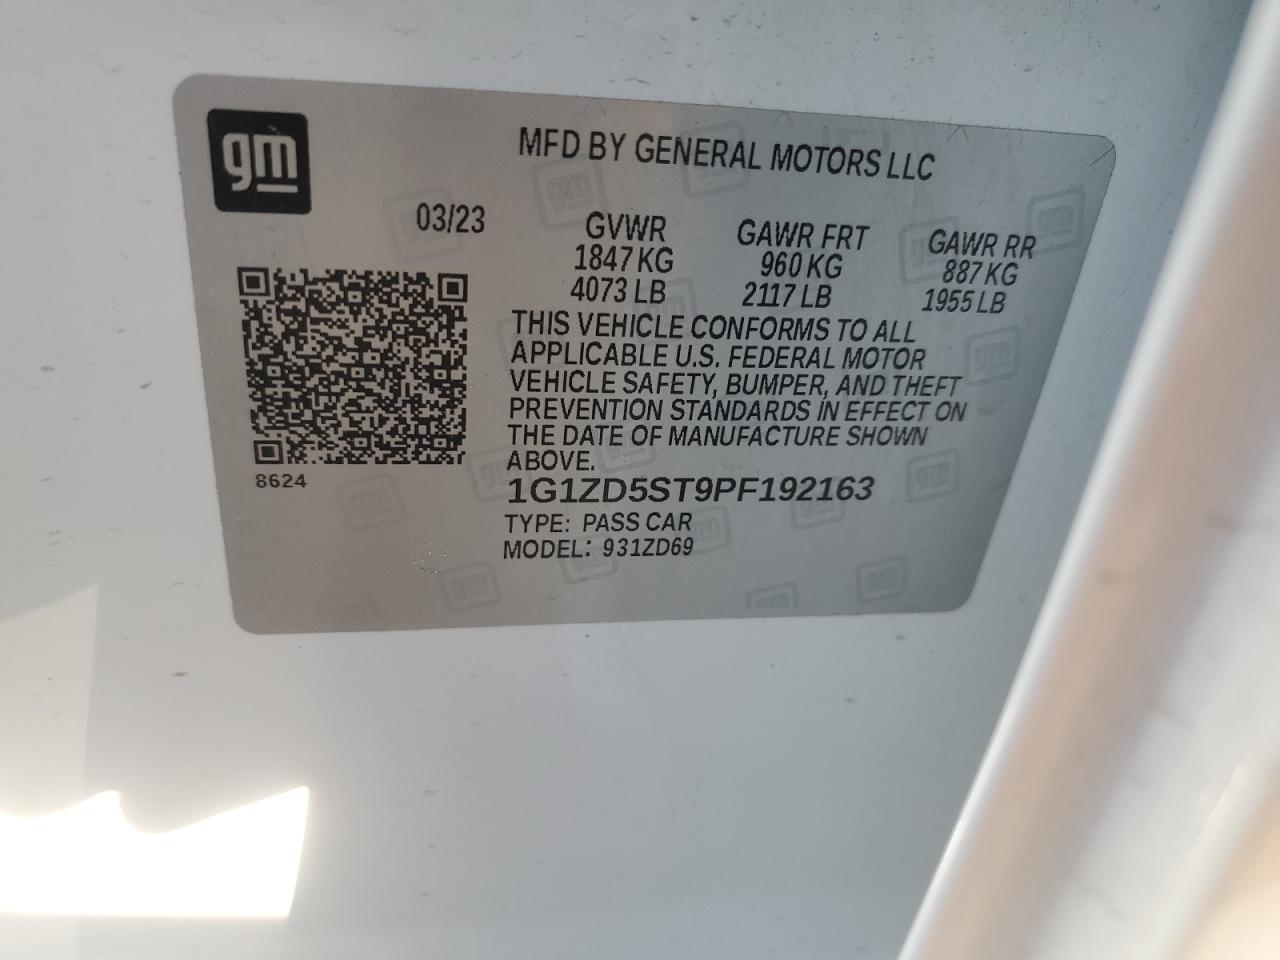 gm
MFD BY GENERAL MOTORS LLC
03/23
GVWR GAWR FRT GAWR RR
1847 KG 960 KG 887 KG
4073 LB 2117 LB 1955 LB
THIS VEHICLE CONFORMS TO ALL
APPLICABLE U.S. FEDERAL MOTOR
VEHICLE SAFETY, BUMPER, AND THEFT
PREVENTION STANDARDS IN EFFECT ON
THE DATE OF MANUFACTURE SHOWN
ABOVE.
8624
1G1ZD5ST9PF192163
TYPE: PASS CAR
MODEL: 931ZD69